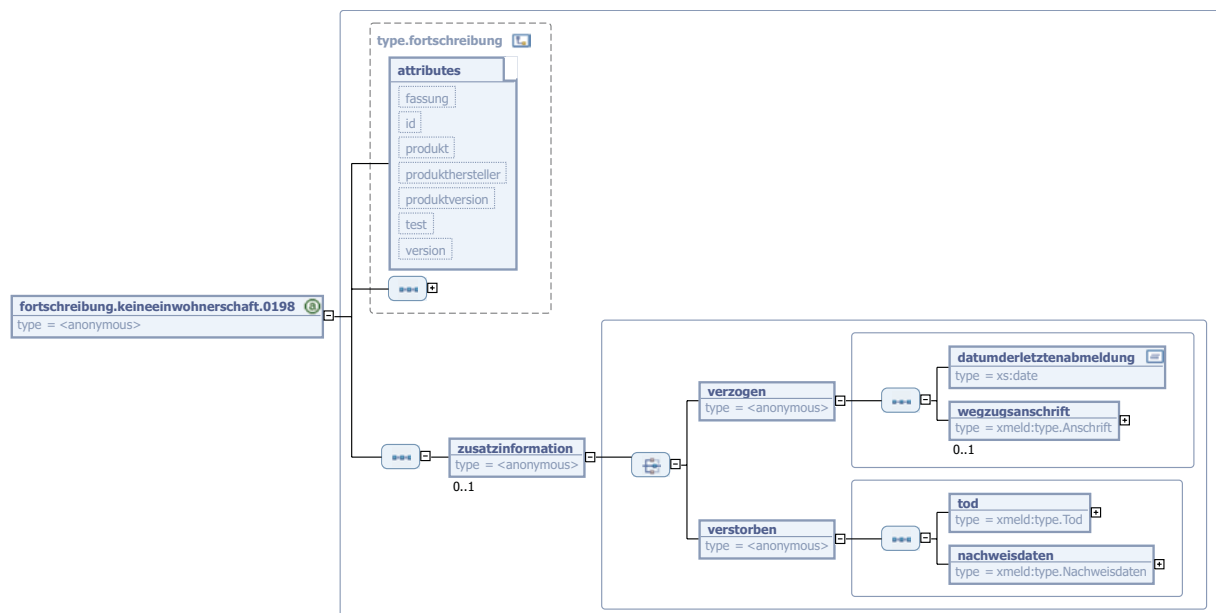 type.fortschreibung
attributes
fassung
id
produkt
produkthersteller
produktversion
test
version
fortschreibung.keineeinwohnerschaft.0198
type = <anonymous>
zusatzinformation
type = <anonymous>
0..1
verzogen
type = <anonymous>
datumderletztenabmeldung
type = xs:date
wegzugsanschrift
type = xmeld:type.Anschrift
0..1
verstorben
type = <anonymous>
tod
type = xmeld:type.Tod
nachweisdaten
type = xmeld:type.Nachweisdaten